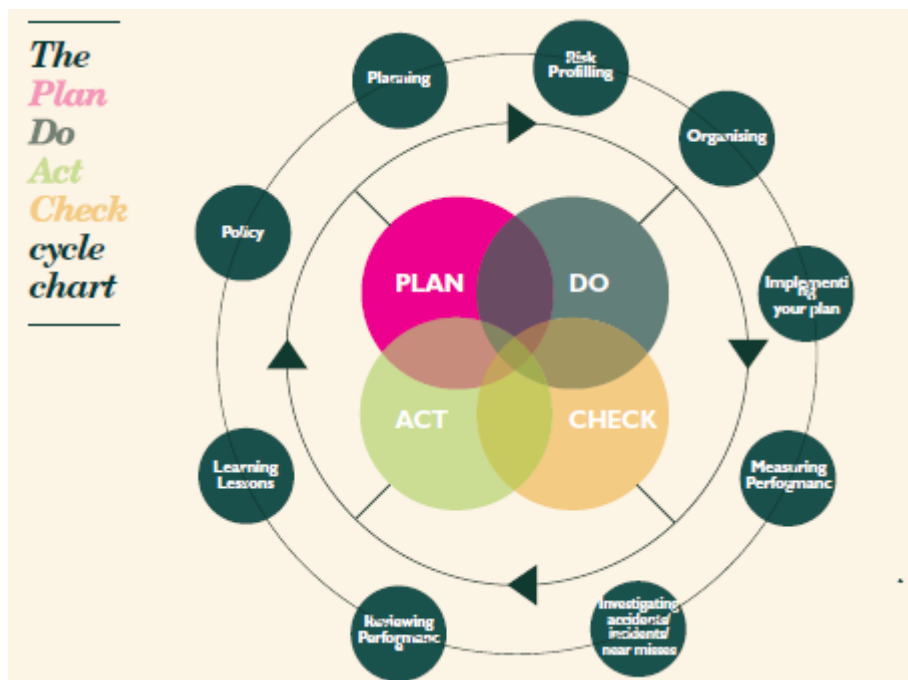 The
Plan
Do
Act
Check
cycle
chart
Planning
Risk
Profilling
Organising
Policy
Implementi
ng
your plan
PLAN
DO
ACT
CHECK
Learning
Lessons
Measuring
Performanc
e
Reviewing
Performanc
e
Investigating
accidents/
incidents/
near misses